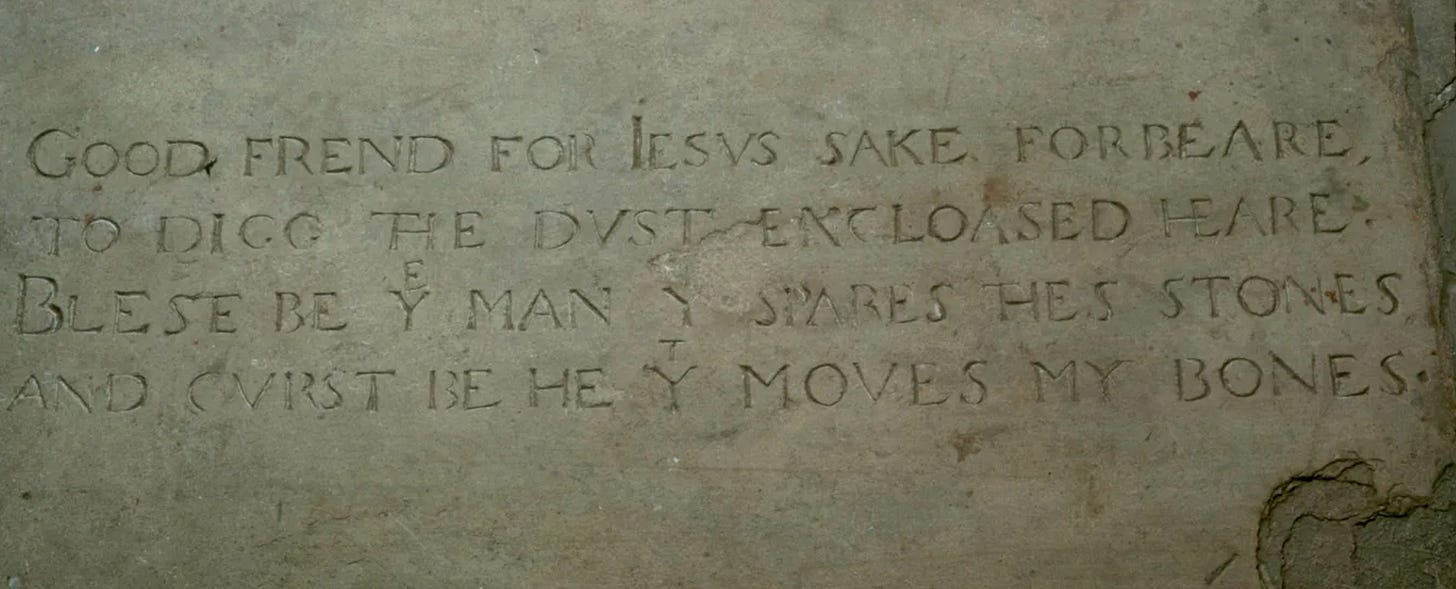 GOOD FREND FOR IESVS SAKE FORBEARE,
TO DIGG THE DVST ENCLOASED HEARE.
BLESE BE Yᴱ MAN Y SPARES THES STONES
AND CVRST BE HE Yᵀ MOVES MY BONES.